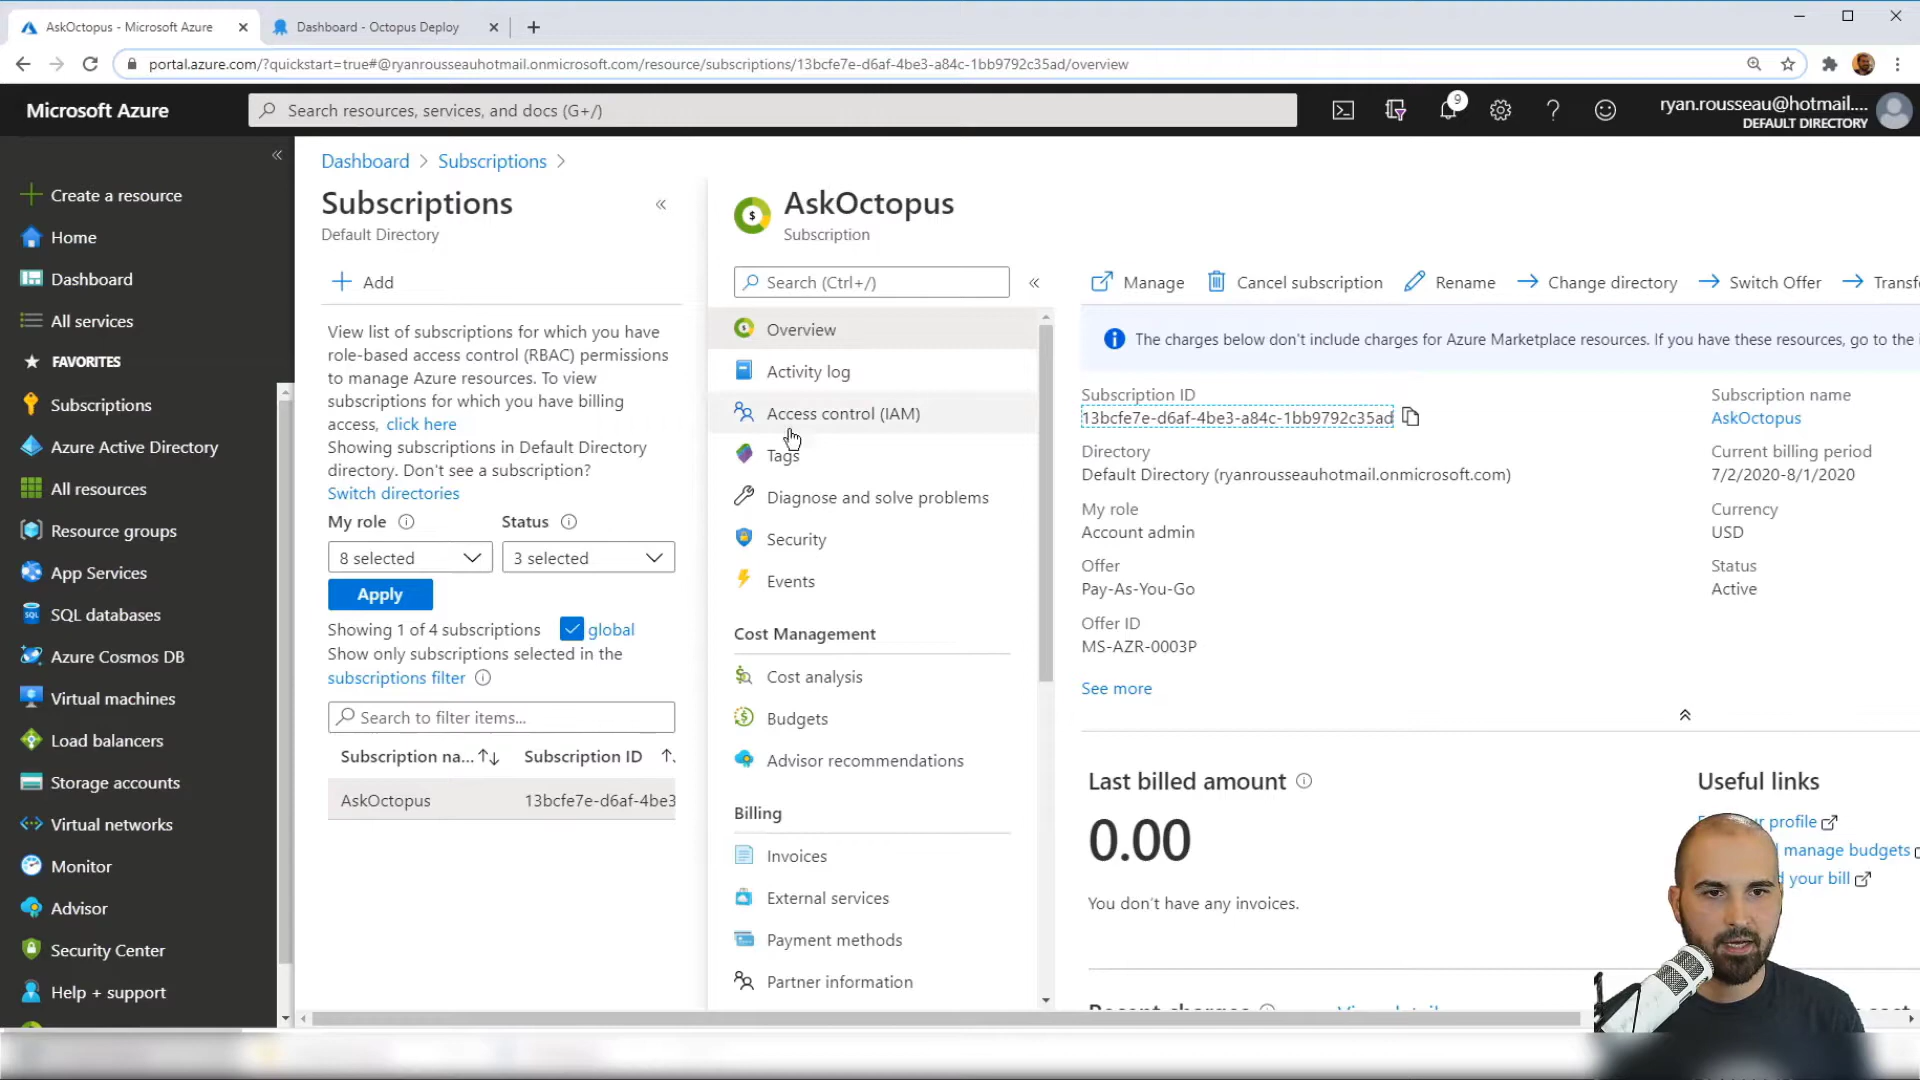 AskOctopus - Microsoft Azure
Dashboard - Octopus Deploy
portal.azure.com/?quickstart=true#@ryanrousseauhotmail.onmicrosoft.com/resource/subscriptions/13bcfe7e-d6af-4be3-a84c-1bb9792c35ad/overview
Microsoft Azure
Search resources, services, and docs (G+/)
9
ryan.rousseau@hotmail....
DEFAULT DIRECTORY
Create a resource
Home
Dashboard
All services
FAVORITES
Subscriptions
Azure Active Directory
All resources
Resource groups
App Services
SQL databases
Azure Cosmos DB
Virtual machines
Load balancers
Storage accounts
Virtual networks
Monitor
Advisor
Security Center
Help + support
Dashboard > Subscriptions >
Subscriptions
Default Directory
Add
View list of subscriptions for which you have
role-based access control (RBAC) permissions
to manage Azure resources. To view
subscriptions for which you have billing
access, click here
Showing subscriptions in Default Directory
directory. Don't see a subscription?
Switch directories
My role
Status
8 selected
3 selected
Apply
Showing 1 of 4 subscriptions
global
Show only subscriptions selected in the
subscriptions filter
Search to filter items...
Subscription na...
Subscription ID
AskOctopus
13bcfe7e-d6af-4be3
AskOctopus
Subscription
Search (Ctrl+/)
Overview
Activity log
Access control (IAM)
Tags
Diagnose and solve problems
Security
Events
Cost Management
Cost analysis
Budgets
Advisor recommendations
Billing
Invoices
External services
Payment methods
Partner information
Manage
Cancel subscription
Rename
Change directory
Switch Offer
Transf
The charges below don't include charges for Azure Marketplace resources. If you have these resources, go to the i
Subscription ID
13bcfe7e-d6af-4be3-a84c-1bb9792c35ad
Directory
Default Directory (ryanrousseauhotmail.onmicrosoft.com)
My role
Account admin
Offer
Pay-As-You-Go
Offer ID
MS-AZR-0003P
See more
Subscription name
AskOctopus
Current billing period
7/2/2020-8/1/2020
Currency
USD
Status
Active
Last billed amount
0.00
You don't have any invoices.
Useful links
profile
manage budgets
your bill